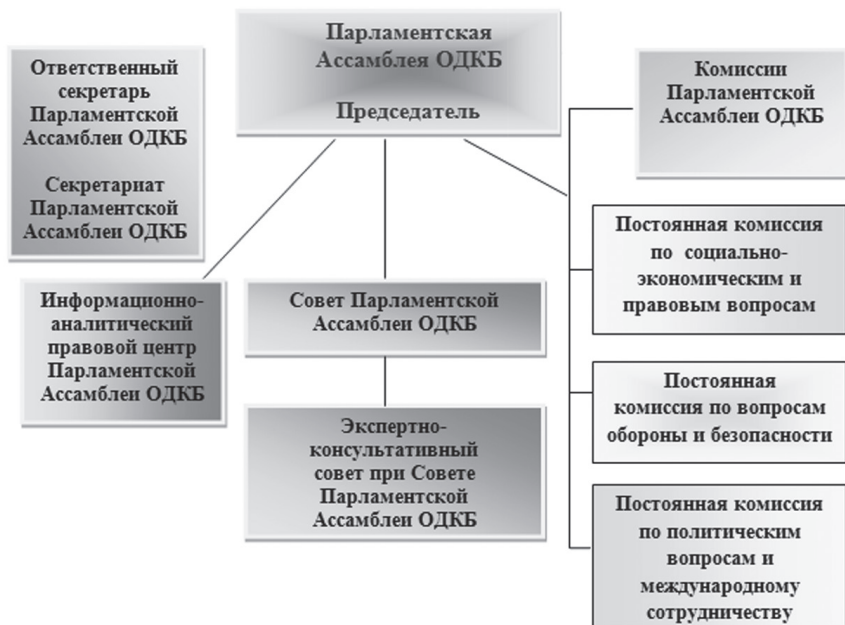 Парламентская
Ассамблея ОДКБ
Председатель
Ответственный
секретарь
Парламентской
Ассамблеи ОДКБ
Секретариат
Парламентской
Ассамблеи ОДКБ
Комиссии
Парламентской
Ассамблеи ОДКБ
Постоянная комиссия
по социально-
экономическим и
правовым вопросам
Информационно-
аналитический
правовой центр
Парламентской
Ассамблеи ОДКБ
Совет Парламентской
Ассамблеи ОДКБ
Постоянная
комиссия по вопросам
обороны и безопасности
Экспертно-
консультативный
совет при Совете
Парламентской
Ассамблеи ОДКБ
Постоянная комиссия
по политическим
вопросам и
международному
сотрудничеству